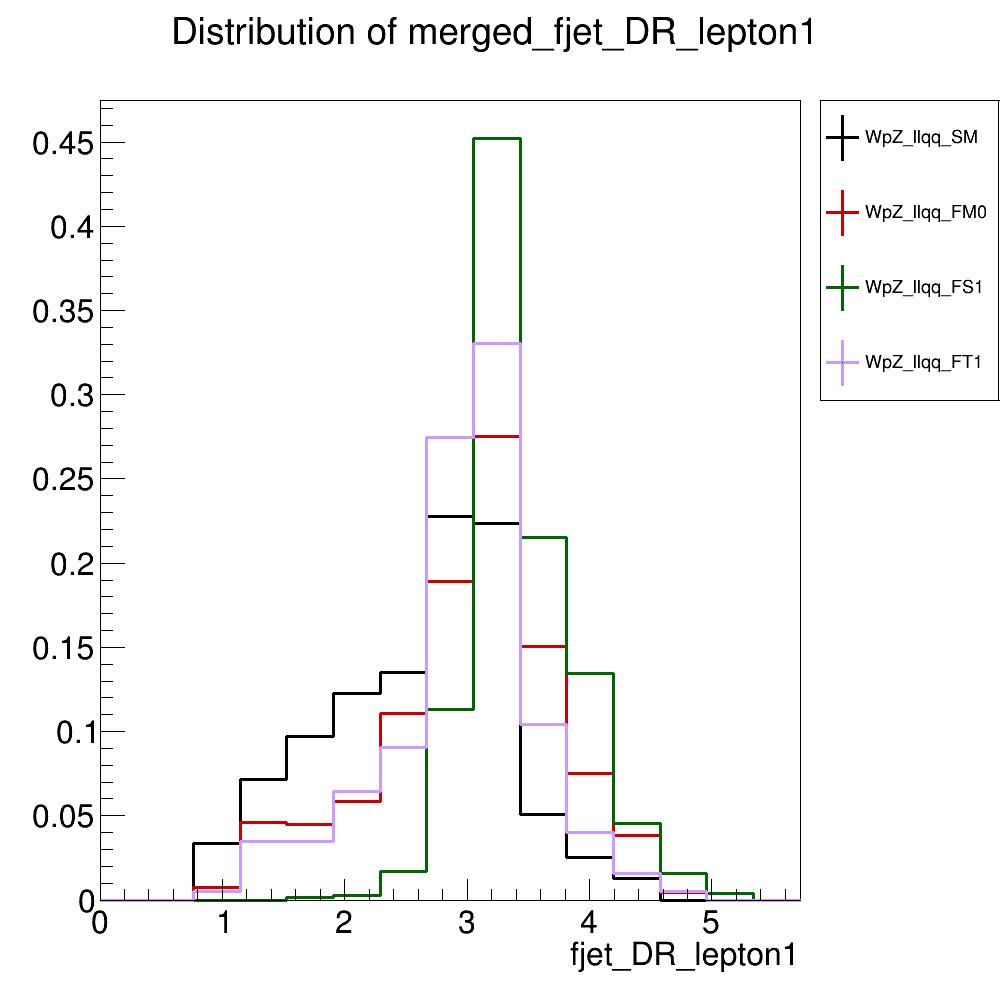 Distribution of merged_fjet_DR_lepton1
WpZ_llqq_SM
WpZ_llqq_FM0
WpZ_llqq_FS1
WpZ_llqq_FT1
0.45
0.4
0.35
0.3
0.25
0.2
0.15
0.1
0.05
0
0 1 2 3 4 5
fjet_DR_lepton1